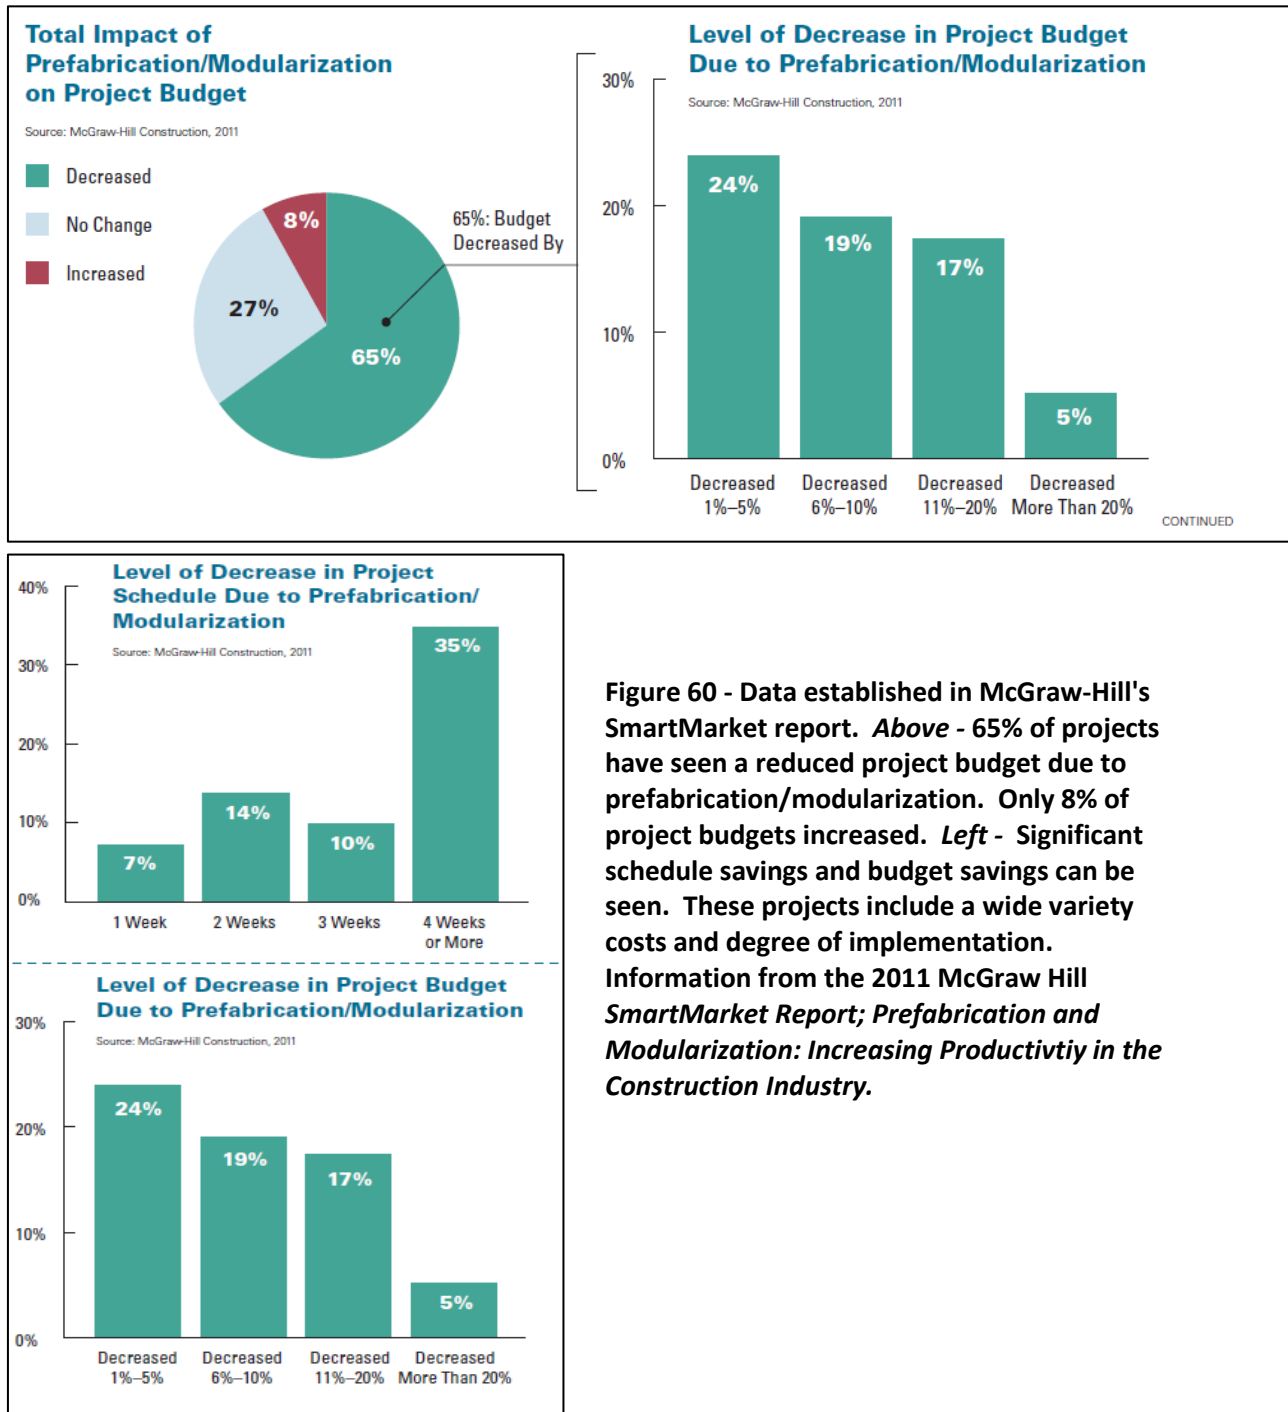 Total Impact of
Prefabrication/Modularization
on Project Budget
Source: McGraw-Hill Construction, 2011
Decreased
No Change
Increased
8%
27%
65%
65%: Budget
Decreased By
Level of Decrease in Project Budget
Due to Prefabrication/Modularization
Source: McGraw-Hill Construction, 2011
30%
20%
10%
0%
24%
19%
17%
5%
Decreased
1%–5%
Decreased
6%–10%
Decreased
11%–20%
Decreased
More Than 20%
CONTINUED
Level of Decrease in Project
Schedule Due to Prefabrication/
Modularization
Source: McGraw-Hill Construction, 2011
40%
30%
20%
10%
0%
7%
14%
10%
35%
1 Week
2 Weeks
3 Weeks
4 Weeks
or More
Level of Decrease in Project Budget
Due to Prefabrication/Modularization
Source: McGraw-Hill Construction, 2011
30%
20%
10%
0%
24%
19%
17%
5%
Decreased
1%–5%
Decreased
6%–10%
Decreased
11%–20%
Decreased
More Than 20%
Figure 60 - Data established in McGraw-Hill's
SmartMarket report. Above - 65% of projects
have seen a reduced project budget due to
prefabrication/modularization. Only 8% of
project budgets increased. Left - Significant
schedule savings and budget savings can be
seen. These projects include a wide variety
costs and degree of implementation.
Information from the 2011 McGraw Hill
SmartMarket Report; Prefabrication and
Modularization: Increasing Productivtiy in the
Construction Industry.